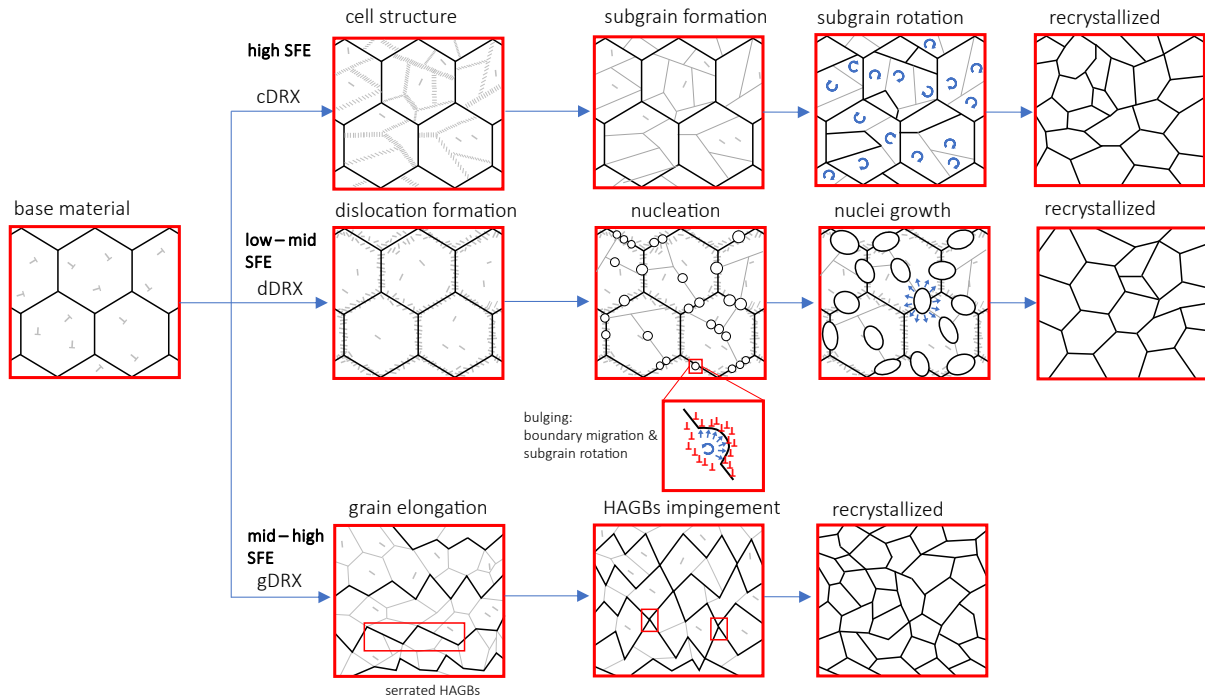 cell structure
subgrain formation
subgrain rotation
recrystallized
high SFE
cDRX
base material
dislocation formation
nucleation
nuclei growth
recrystallized
low – mid
SFE
dDRX
bulging:
boundary migration &
subgrain rotation
grain elongation
HAGBs impingement
recrystallized
mid – high
SFE
gDRX
serrated HAGBs